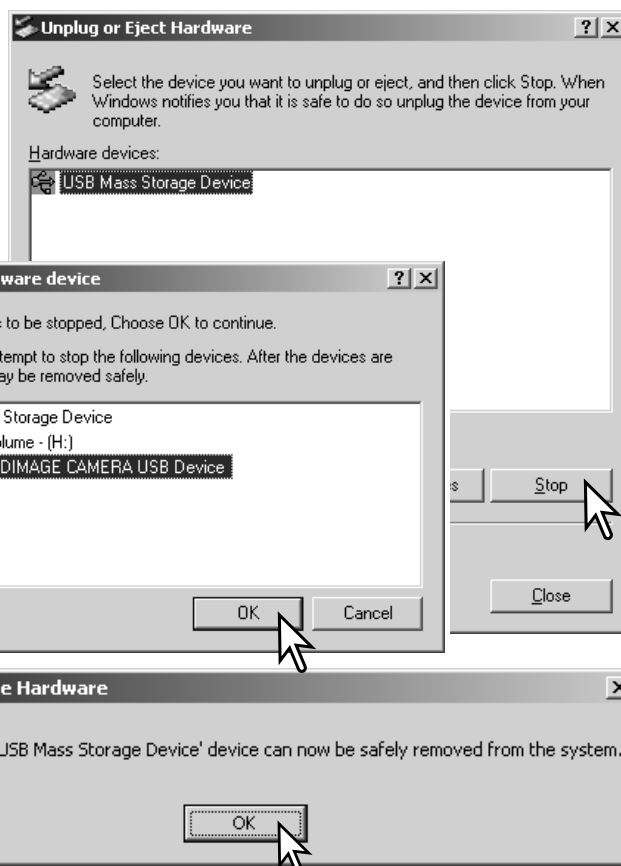 Unplug or Eject Hardware
Select the device you want to unplug or eject, and then click Stop. When
Windows notifies you that it is safe to do so unplug the device from your
computer.
Hardware devices:
USB Mass Storage Device
Stop
Close
ware device
to be stopped, Choose OK to continue.
tempt to stop the following devices. After the devices are
ay be removed safely.
Storage Device
lume - (H:)
DIMAGE CAMERA USB Device
OK Cancel
e Hardware
USB Mass Storage Device' device can now be safely removed from the system.
OK